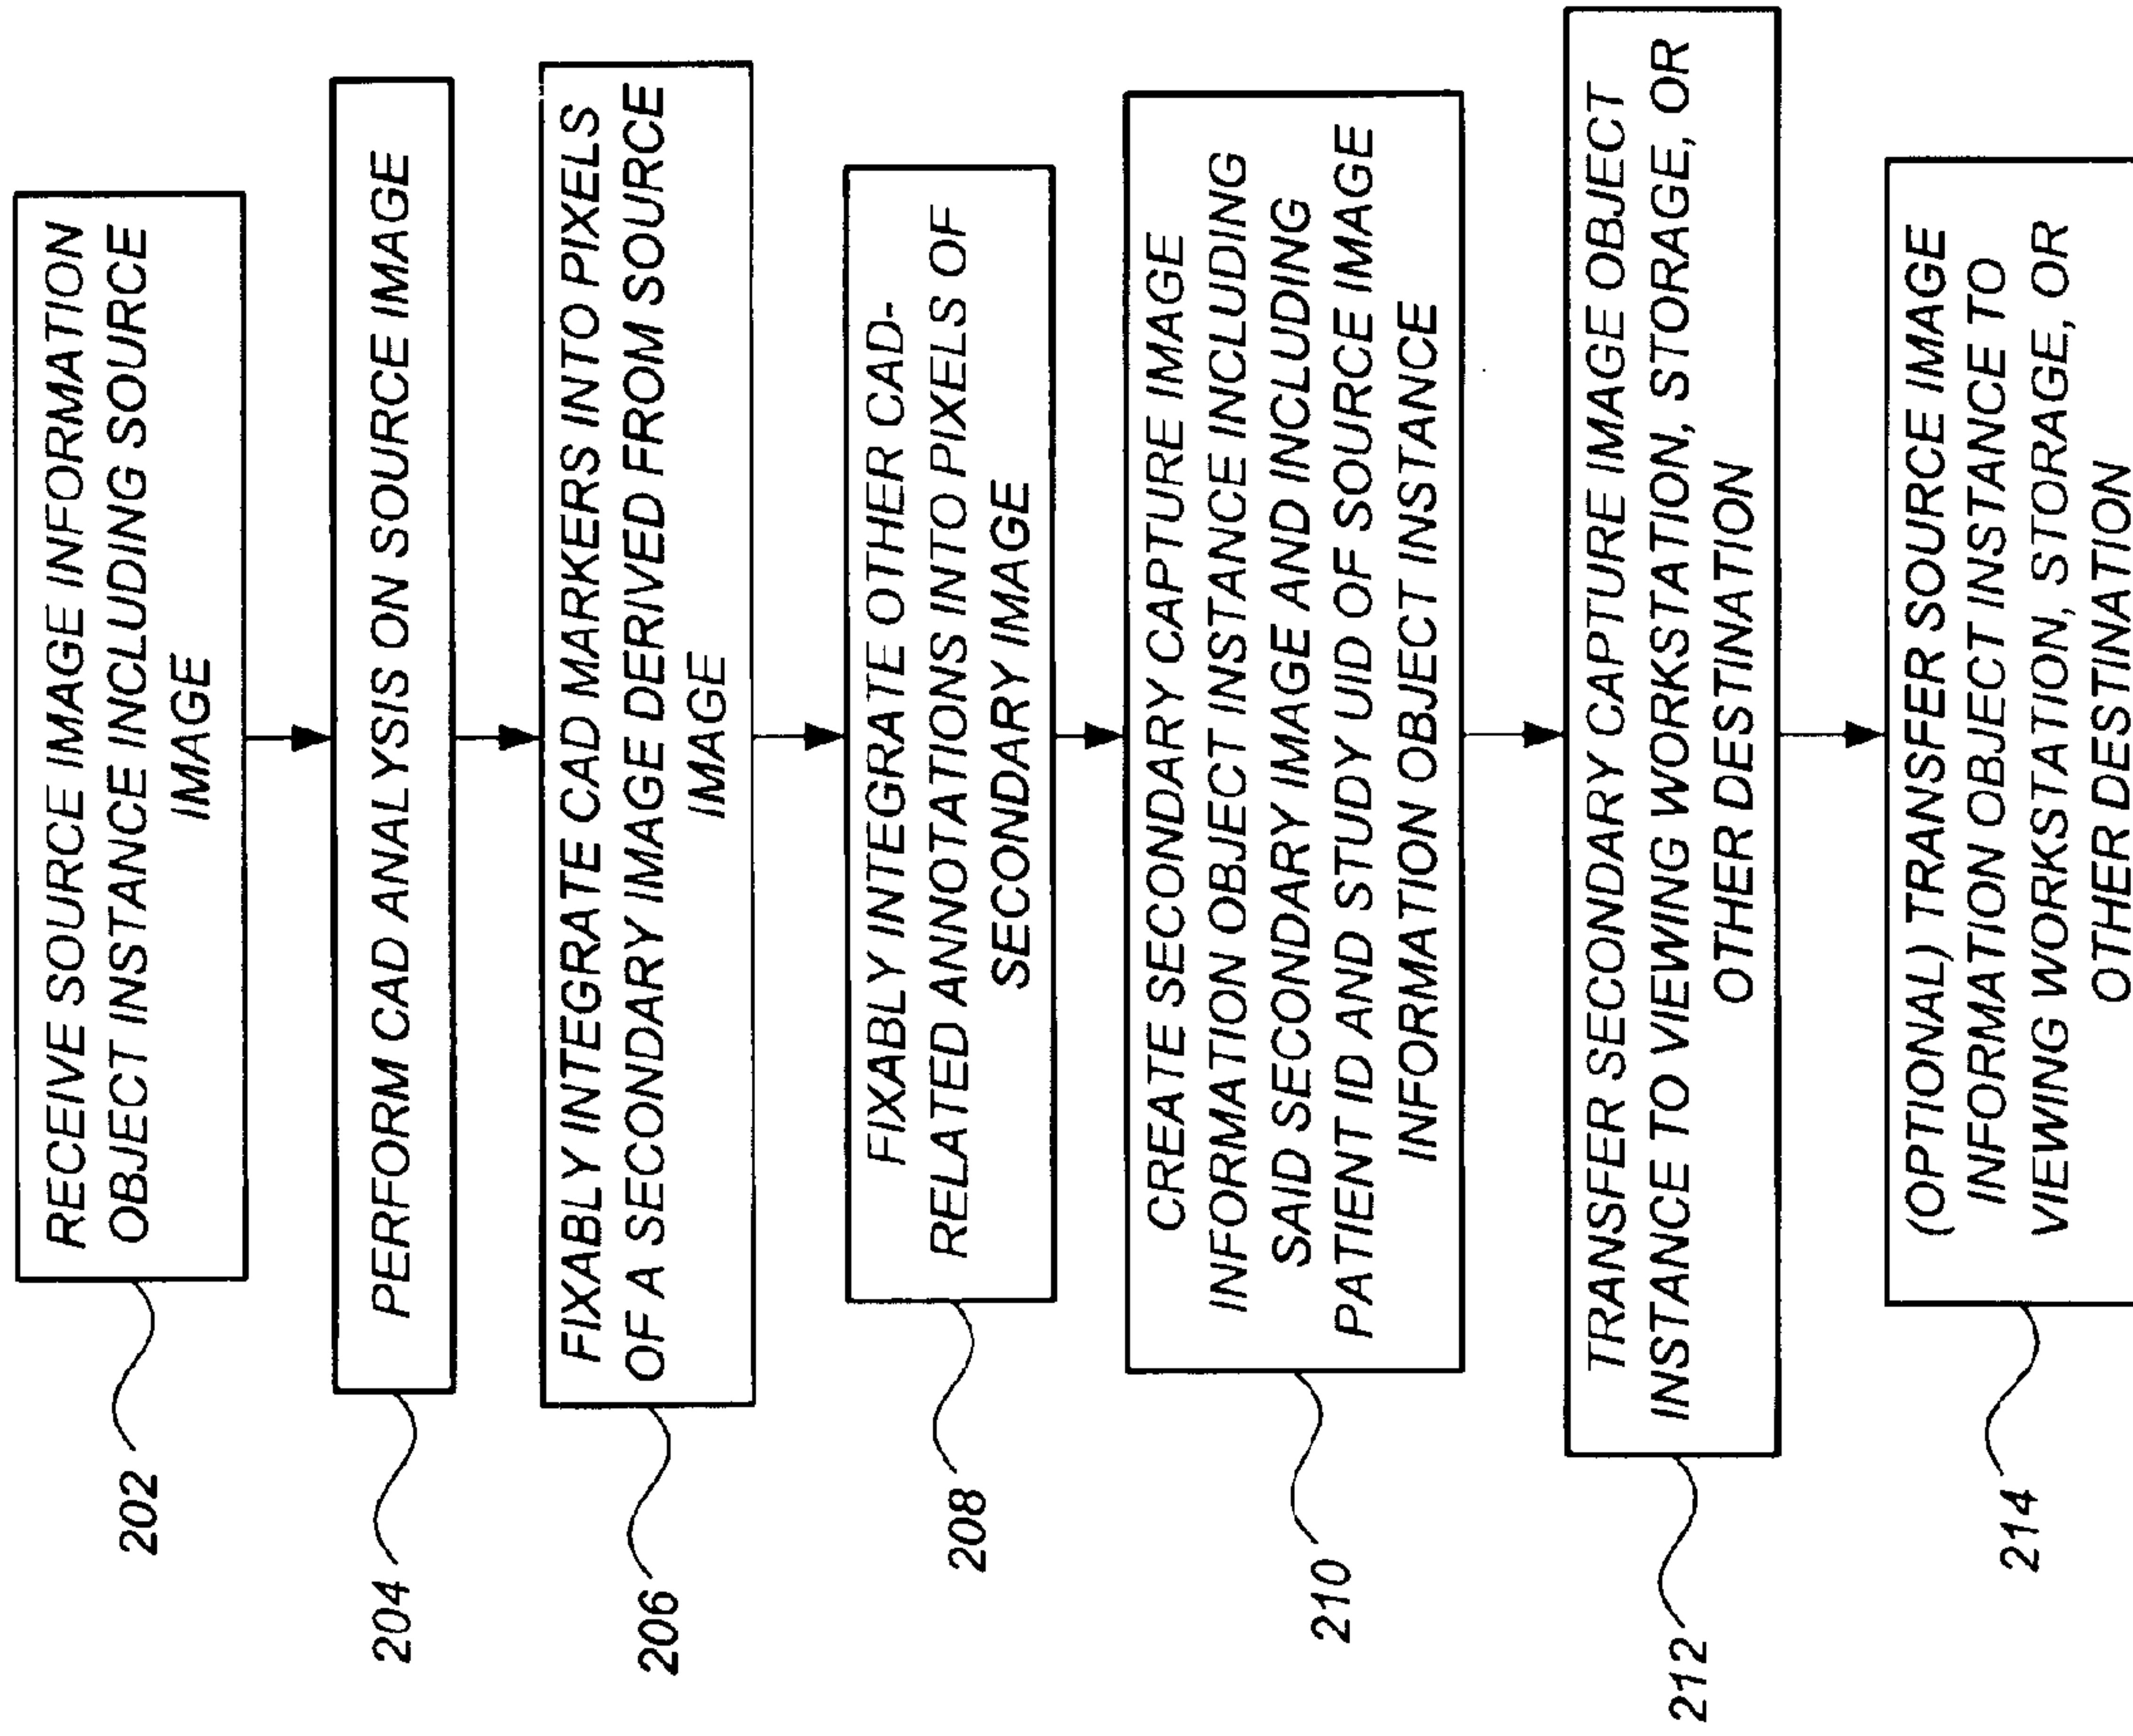 202
RECEIVE SOURCE IMAGE INFORMATION
OBJECT INSTANCE INCLUDING SOURCE
IMAGE
204
PERFORM CAD ANALYSIS ON SOURCE IMAGE
206
FIXABLY INTEGRATE CAD MARKERS INTO PIXELS
OF A SECONDARY IMAGE DERIVED FROM SOURCE
IMAGE
208
FIXABLY INTEGRATE OTHER CAD-
RELATED ANNOTATIONS INTO PIXELS OF
SECONDARY IMAGE
210
CREATE SECONDARY CAPTURE IMAGE
INFORMATION OBJECT INSTANCE INCLUDING
SAID SECONDARY IMAGE AND INCLUDING
PATIENT ID AND STUDY UID OF SOURCE IMAGE
INFORMATION OBJECT INSTANCE
212
TRANSFER SECONDARY CAPTURE IMAGE OBJECT
INSTANCE TO VIEWING WORKSTATION, STORAGE, OR
OTHER DESTINATION
214
(OPTIONAL) TRANSFER SOURCE IMAGE
INFORMATION OBJECT INSTANCE TO
VIEWING WORKSTATION, STORAGE, OR
OTHER DESTINATION